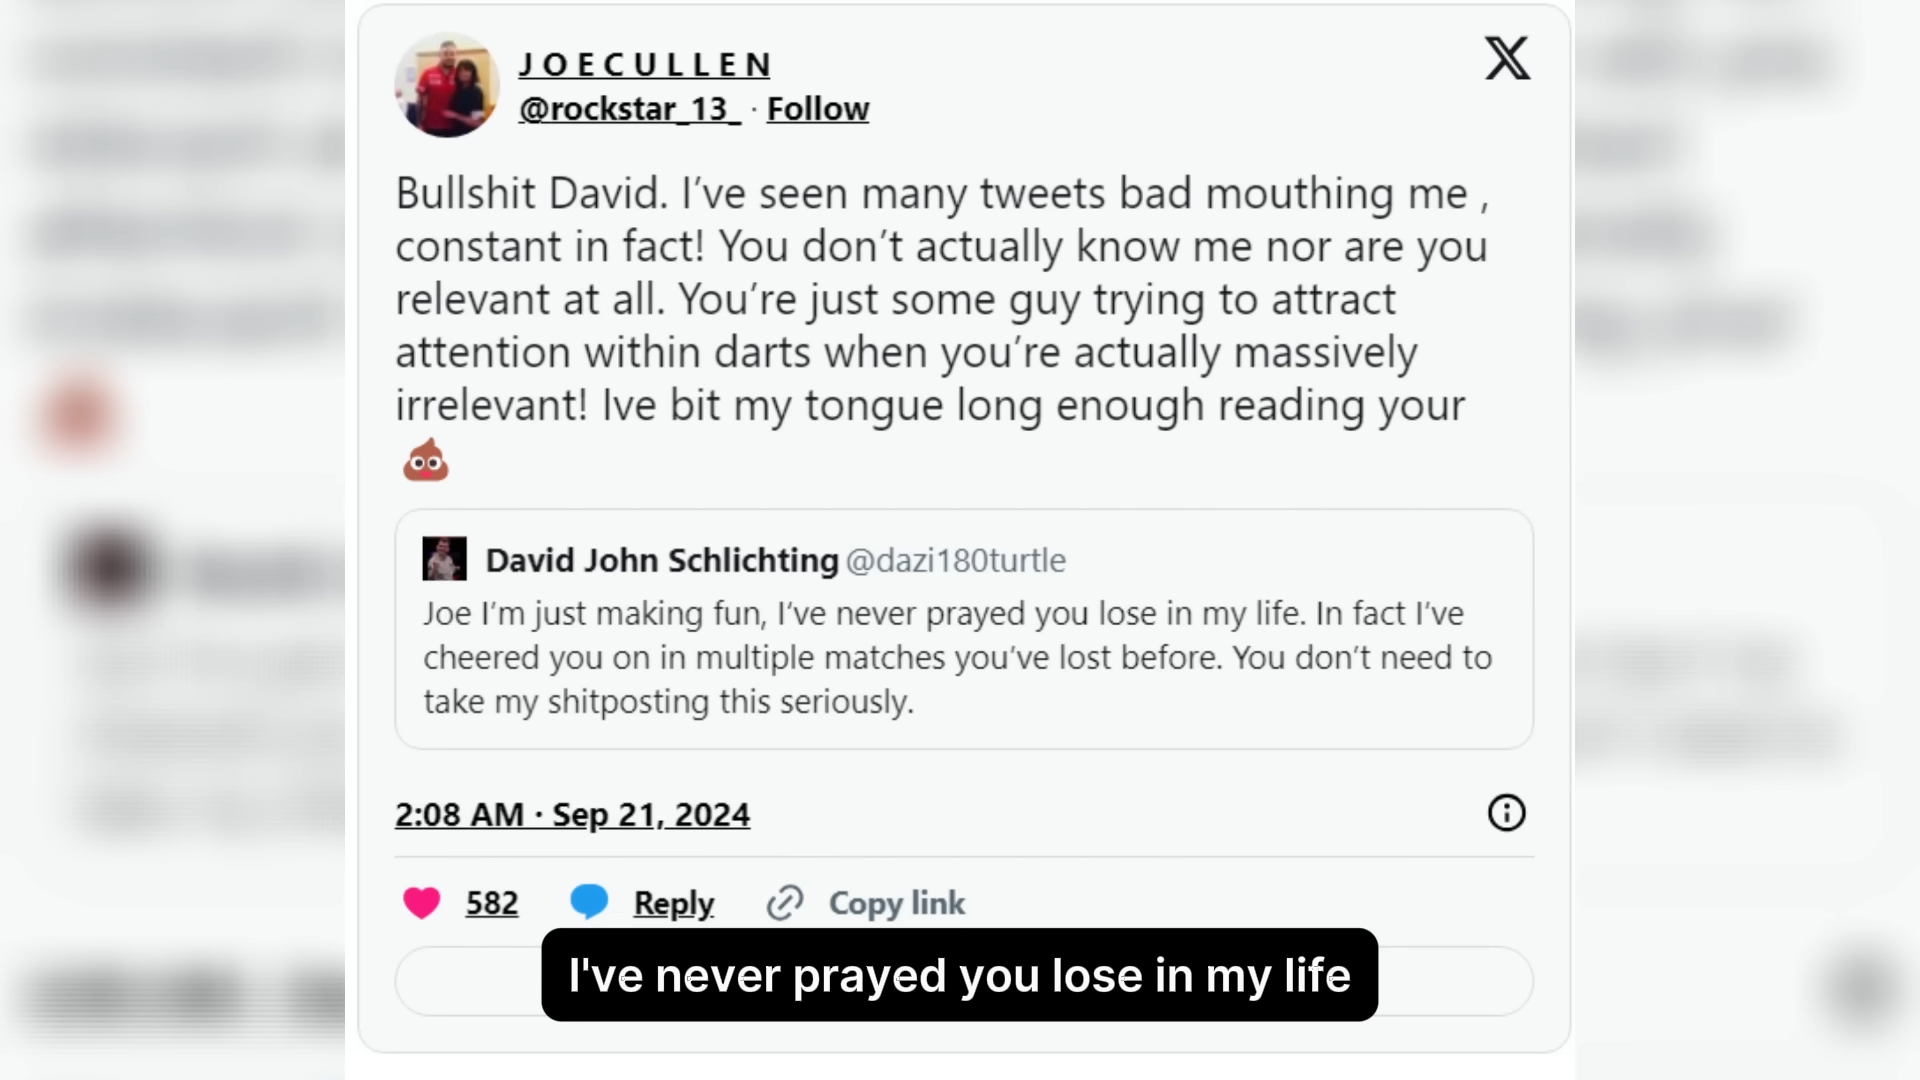 J O E C U L L E N
@rockstar_13_ · Follow
Bullshit David. I’ve seen many tweets bad mouthing me ,
constant in fact! You don’t actually know me nor are you
relevant at all. You’re just some guy trying to attract
attention within darts when you’re actually massively
irrelevant! Ive bit my tongue long enough reading your
💩
David John Schlichting @dazi180turtle
Joe I’m just making fun, I’ve never prayed you lose in my life. In fact I’ve
cheered you on in multiple matches you’ve lost before. You don’t need to
take my shitposting this seriously.
2:08 AM · Sep 21, 2024
582 Reply Copy link
I've never prayed you lose in my life